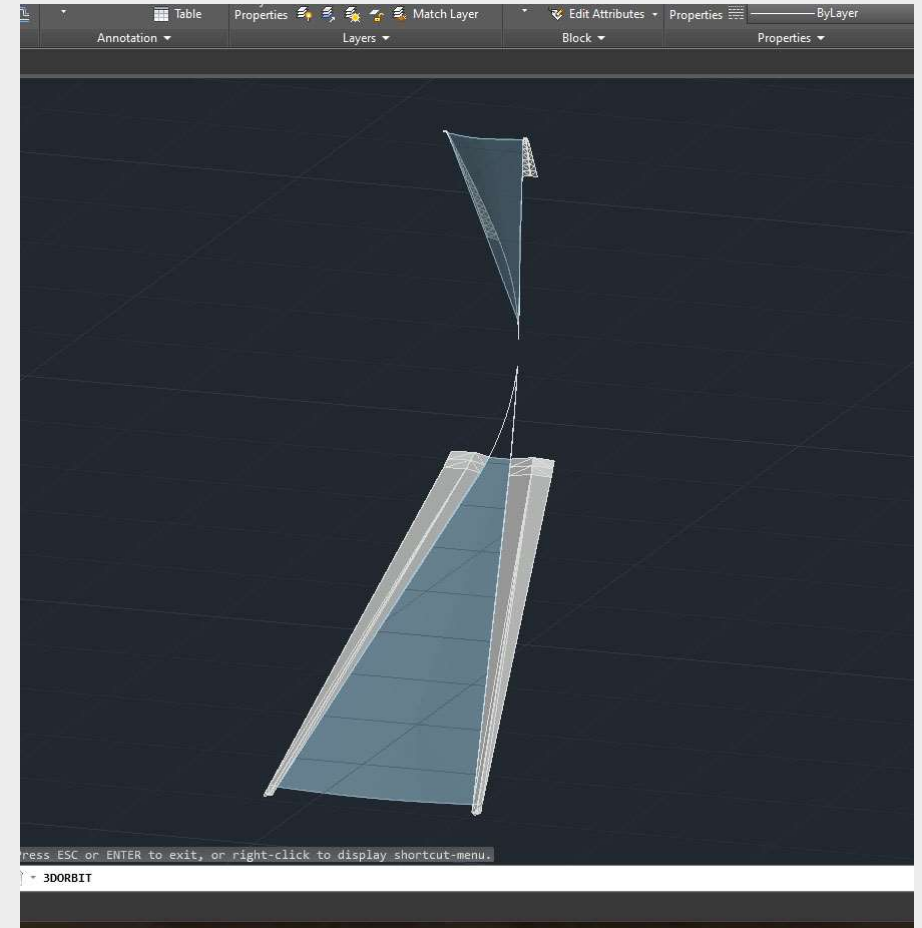 Table
Properties
Match Layer
Edit Attributes
Properties
ByLayer
Annotation
Layers
Block
Properties
Press ESC or ENTER to exit, or right-click to display shortcut-menu.
3DORBIT